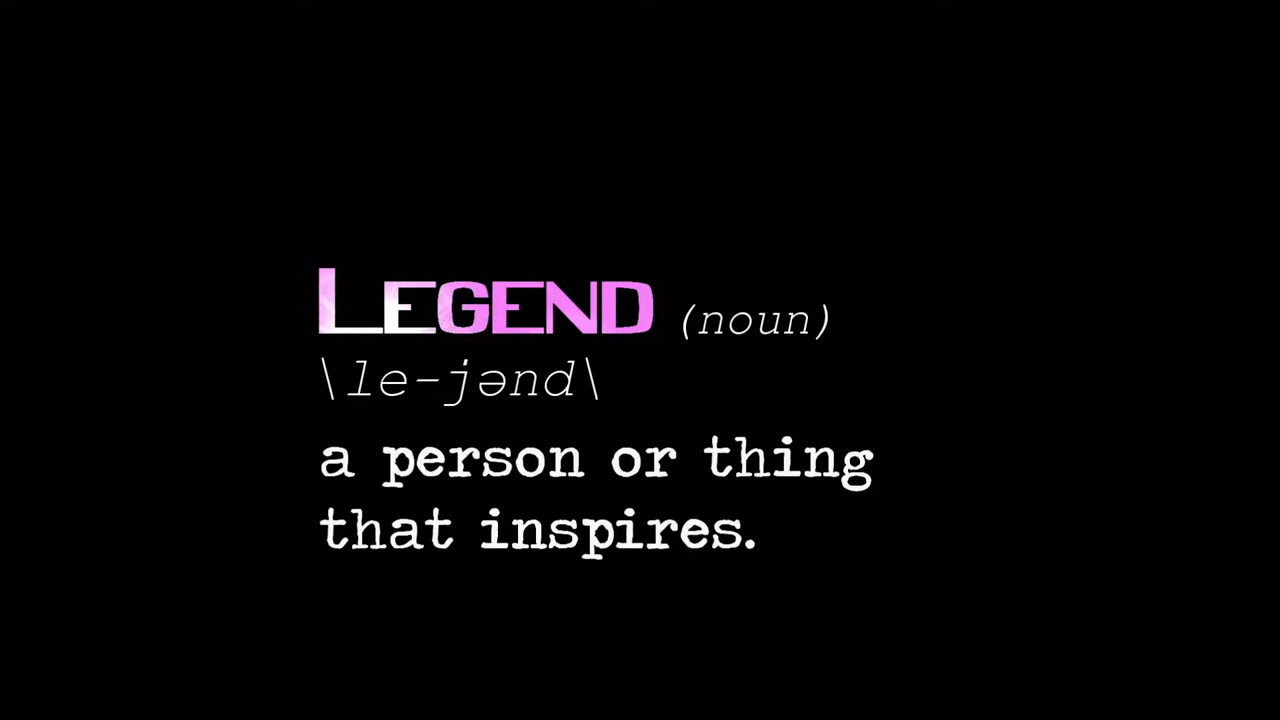 LEGEND (noun)
\le-jənd\
a person or thing
that inspires.